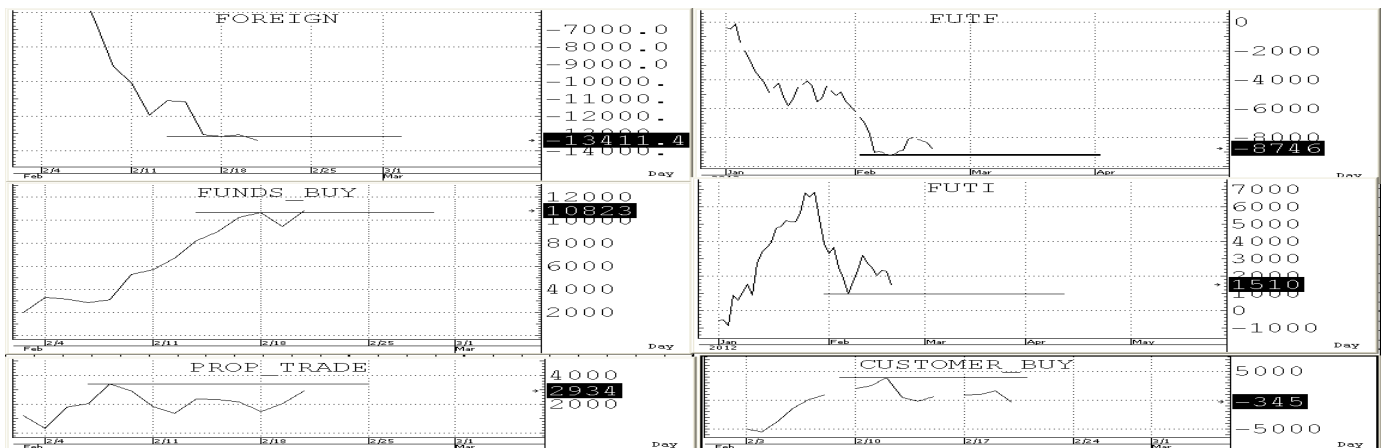 FOREIGN
-7000.0
-8000.0
-9000.0
-10000.
-11000.
-12000.
-13411.4
-14000.
2/4
2/11
2/18
2/25
3/1
Feb
Mar
Day
FUTF
0
-2000
-4000
-6000
-8000
-8746
Jan
Feb
Mar
Apr
FUNDS_BUY
12000
10823
10000
8000
6000
4000
2000
2/4
2/11
2/18
2/25
3/1
Feb
Mar
Day
FUTI
7000
6000
5000
4000
3000
2000
1510
1000
0
-1000
Jan
Feb
Mar
Apr
May
2012
Day
PROP_TRADE
4000
2934
2000
2/4
2/11
2/18
2/25
3/1
Feb
Mar
Day
CUSTOMER_BUY
5000
-345
-5000
2/3
2/10
2/17
2/24
3/1
Feb
Mar
Day